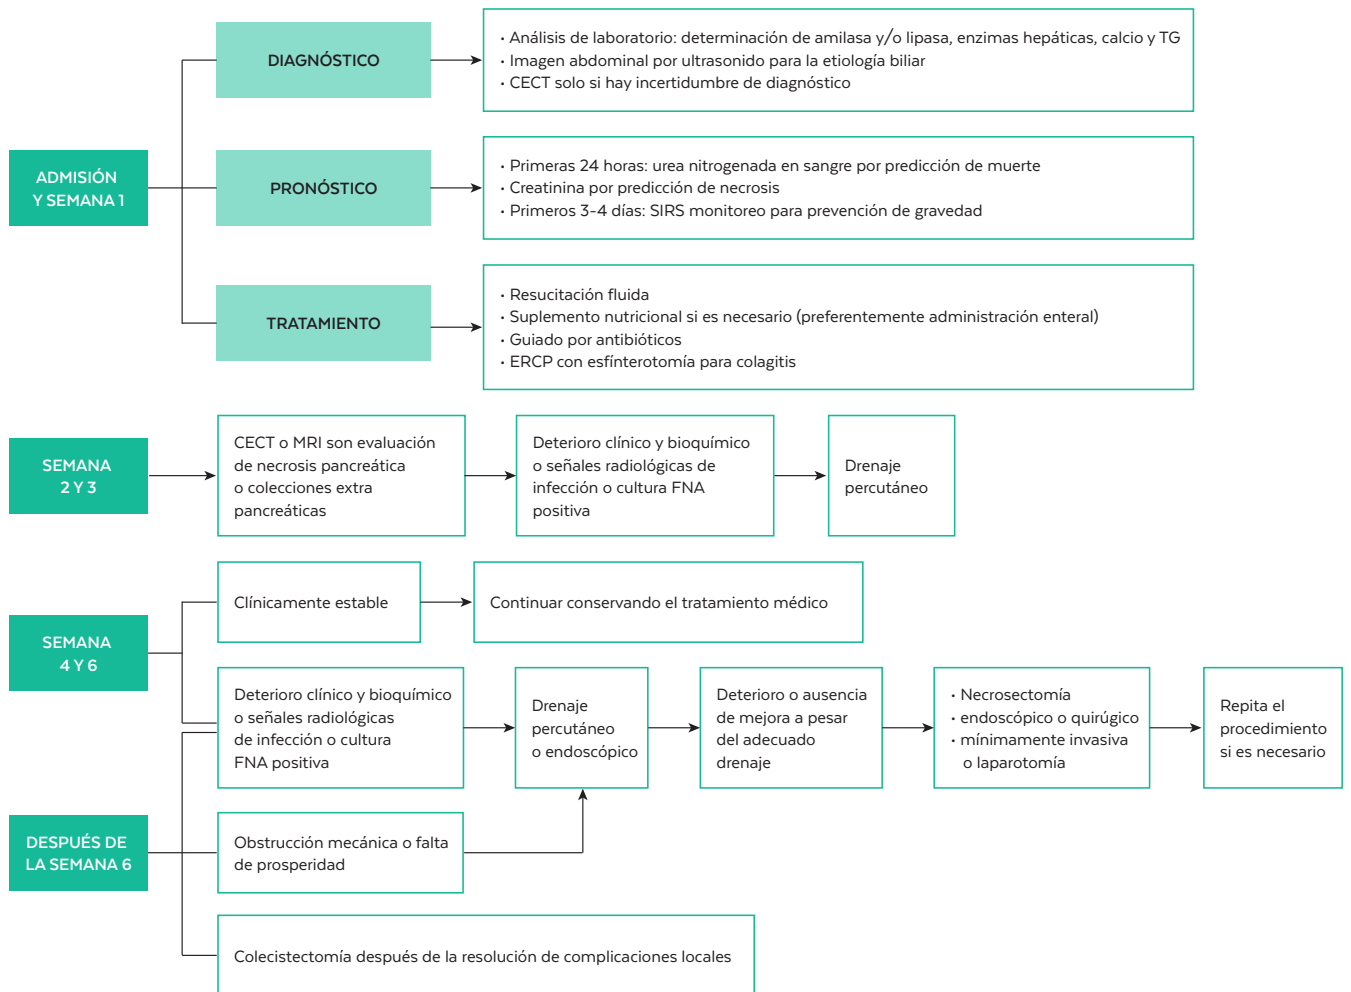 ADMISIÓN
Y SEMANA 1
DIAGNÓSTICO
• Análisis de laboratorio: determinación de amilasa y/o lipasa, enzimas hepáticas, calcio y TG
• Imagen abdominal por ultrasonido para la etiología biliar
• CECT solo si hay incertidumbre de diagnóstico
PRONÓSTICO
• Primeras 24 horas: urea nitrogenada en sangre por predicción de muerte
• Creatinina por predicción de necrosis
• Primeros 3-4 días: SIRS monitoreo para prevención de gravedad
TRATAMIENTO
• Resucitación fluida
• Suplemento nutricional si es necesario (preferentemente administración enteral)
• Guiado por antibióticos
• ERCP con esfínterotomía para colagitis
SEMANA
2 Y 3
CECT o MRI son evaluación
de necrosis pancreática
o colecciones extra
pancreáticas
Deterioro clínico y bioquímico
o señales radiológicas de
infección o cultura FNA
positiva
Drenaje
percutáneo
SEMANA
4 Y 6
Clínicamente estable
Continuar conservando el tratamiento médico
Deterioro clínico y bioquímico
o señales radiológicas
de infección o cultura
FNA positiva
Drenaje
percutáneo
o endoscópico
Deterioro o ausencia
de mejora a pesar
del adecuado
drenaje
• Necrosectomía
• endoscópico o quirúgico
• mínimamente invasiva
o laparotomía
Repita el
procedimiento
si es necesario
DESPUÉS DE
LA SEMANA 6
Obstrucción mecánica o falta
de prosperidad
Colecistectomía después de la resolución de complicaciones locales